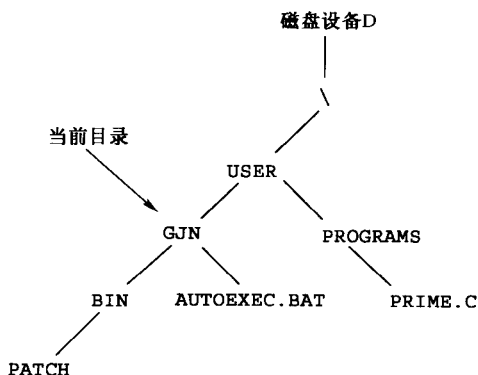 磁盘设备D
\
当前目录
USER
GJN
PROGRAMS
BIN
AUTOEXEC.BAT
PRIME.C
PATCH